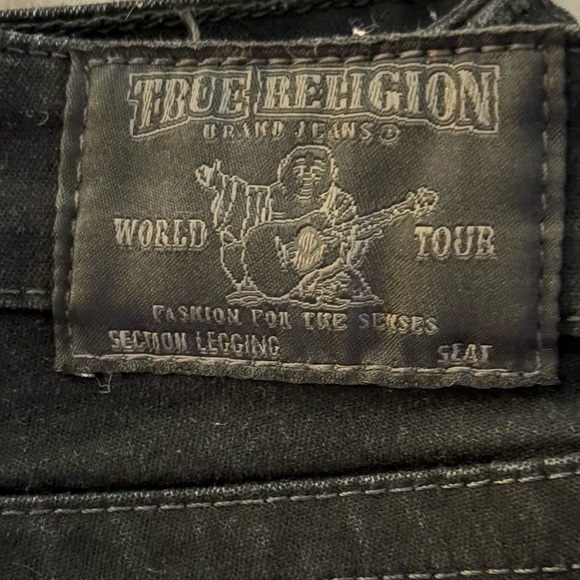 TRUE RELIGION
BRAND JEANS®
WORLD TOUR
FASHION FOR THE SENSES
SECTION LEGGING SEAT